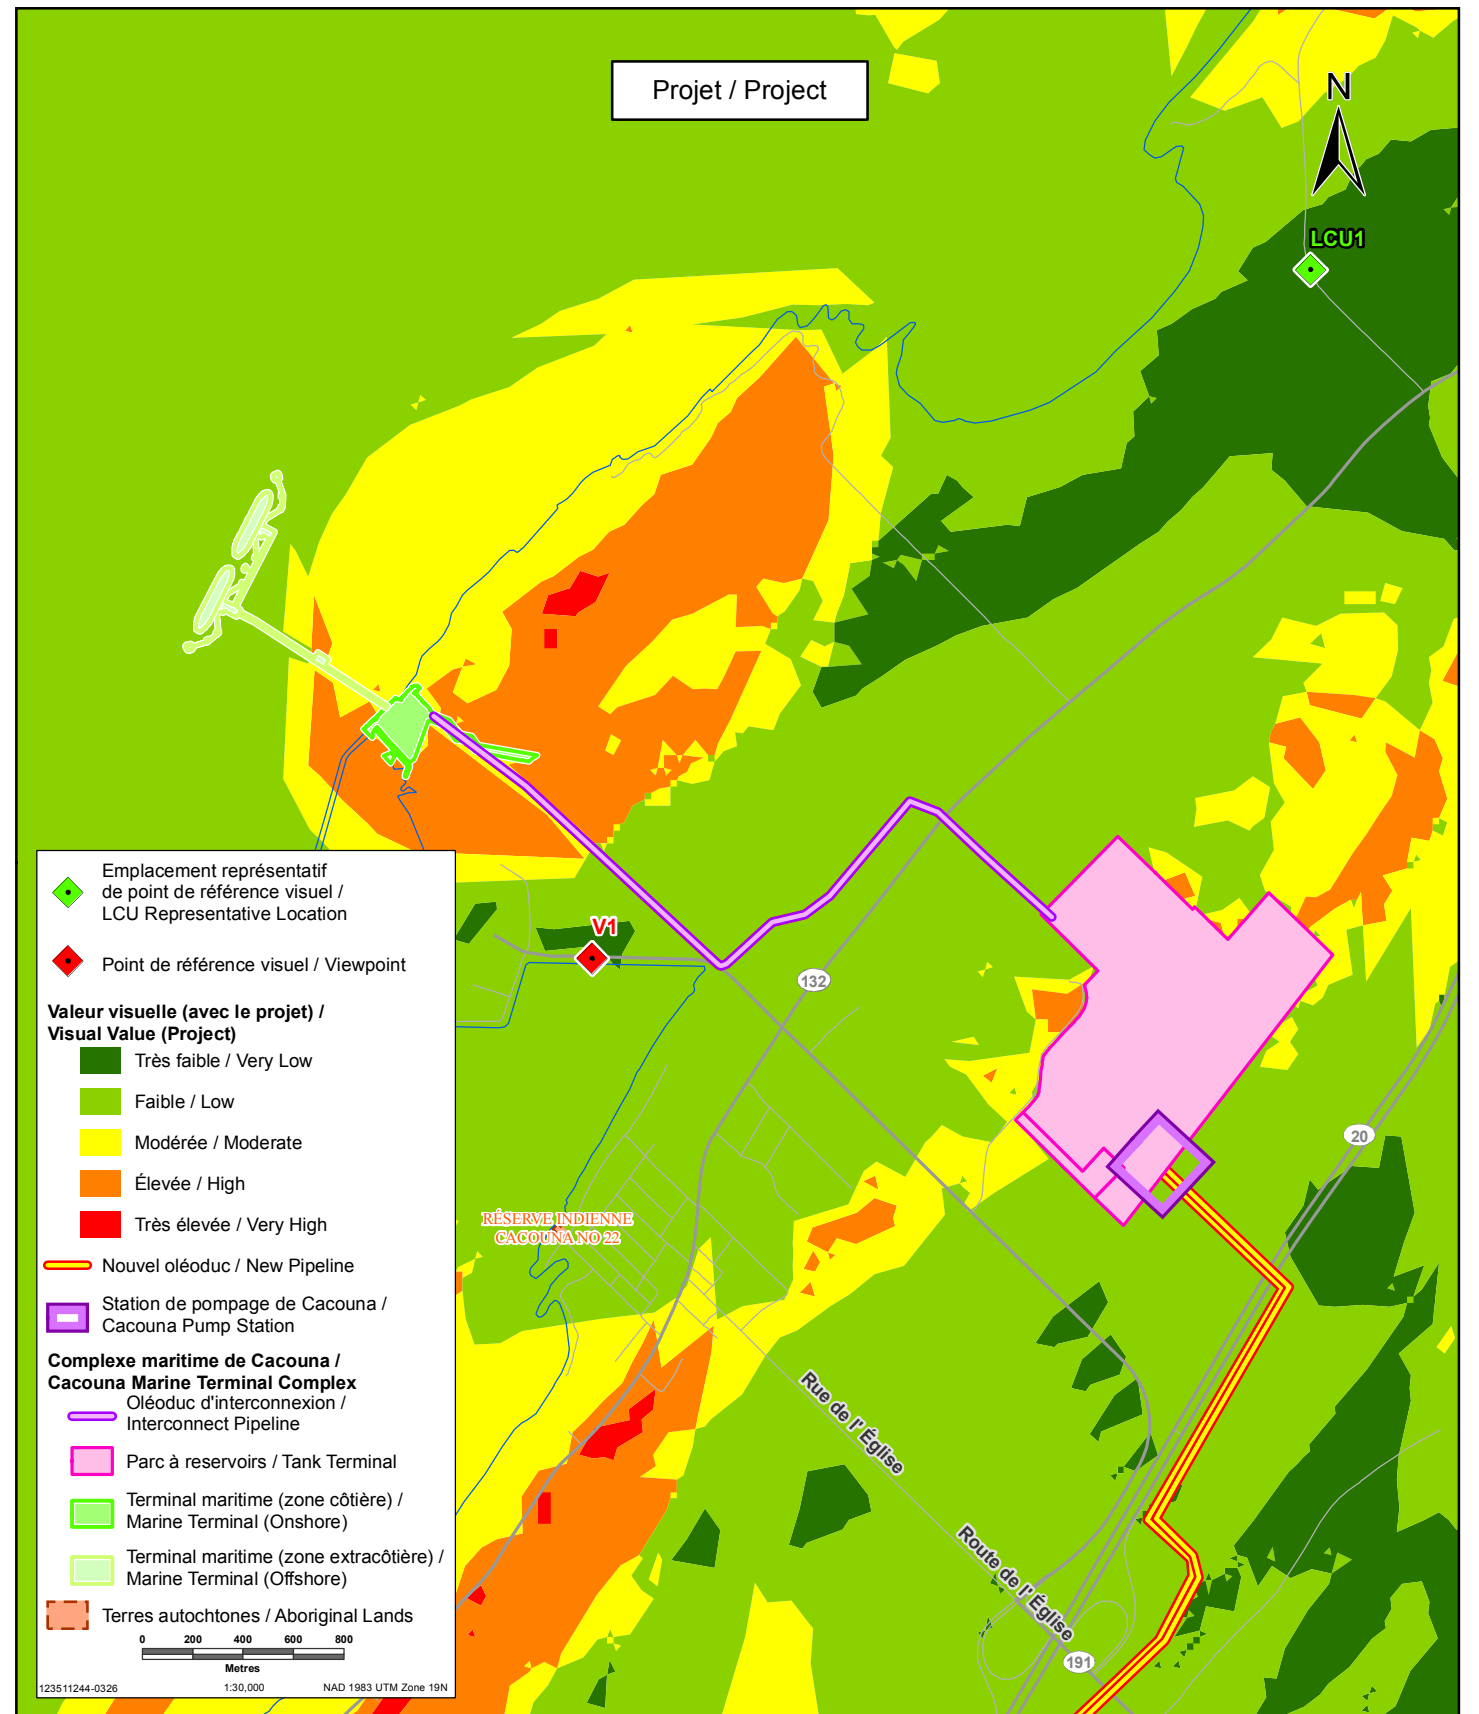 Projet / Project
N
LCU1
V1
132
20
RÉSERVE INDIENNE
CACOUNA NO 22
Rue de l' Église
Route de l' Église
191
Emplacement représentatif
de point de référence visuel /
LCU Representative Location
Point de référence visuel / Viewpoint
Valeur visuelle (avec le projet) /
Visual Value (Project)
Très faible / Very Low
Faible / Low
Modérée / Moderate
Élevée / High
Très élevée / Very High
Nouvel oléoduc / New Pipeline
Station de pompage de Cacouna /
Cacouna Pump Station
Complexe maritime de Cacouna /
Cacouna Marine Terminal Complex
Oléoduc d'interconnexion /
Interconnect Pipeline
Parc à reservoirs / Tank Terminal
Terminal maritime (zone côtière) /
Marine Terminal (Onshore)
Terminal maritime (zone extracôtière) /
Marine Terminal (Offshore)
Terres autochtones / Aboriginal Lands
0 200 400 600 800
Metres
123511244-0326 1:30,000 NAD 1983 UTM Zone 19N